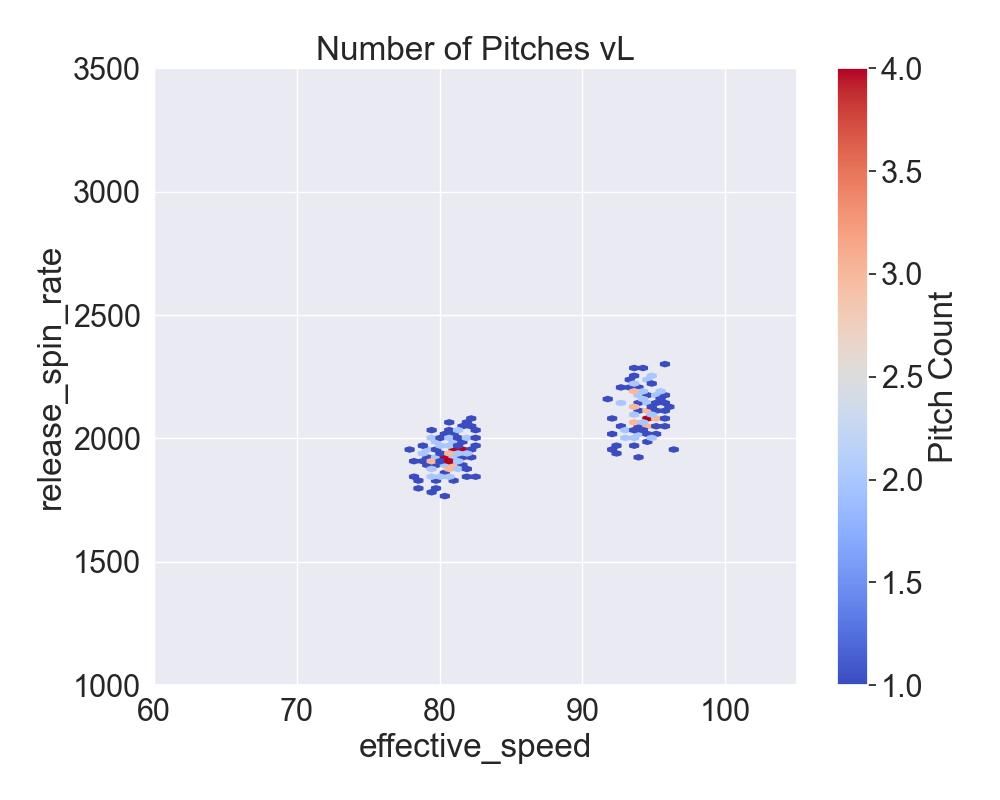 Number of Pitches vL
3500
3000
2500
2000
1500
1000
release_spin_rate
60 70 80 90 100
effective_speed
4.0
3.5
3.0
2.5
2.0
1.5
1.0
Pitch Count